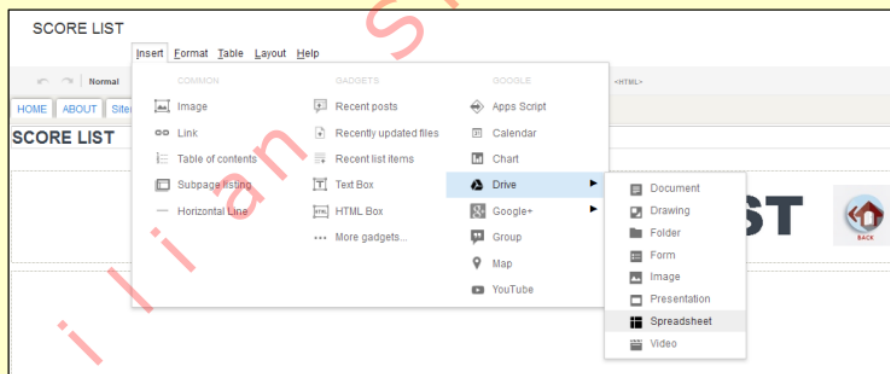 SCORE LIST
Insert Format Table Layout Help
Normal
<HTML>
HOME ABOUT Site
SCORE LIST
COMMON
Image
Link
Table of contents
Subpage listing
Horizontal Line
GADGETS
Recent posts
Recently updated files
Recent list items
Text Box
HTML Box
More gadgets...
GOOGLE
Apps Script
Calendar
Chart
Drive
Google+
Group
Map
YouTube
Document
Drawing
Folder
Form
Image
Presentation
Spreadsheet
Video
ST
BACK
i l i a n S